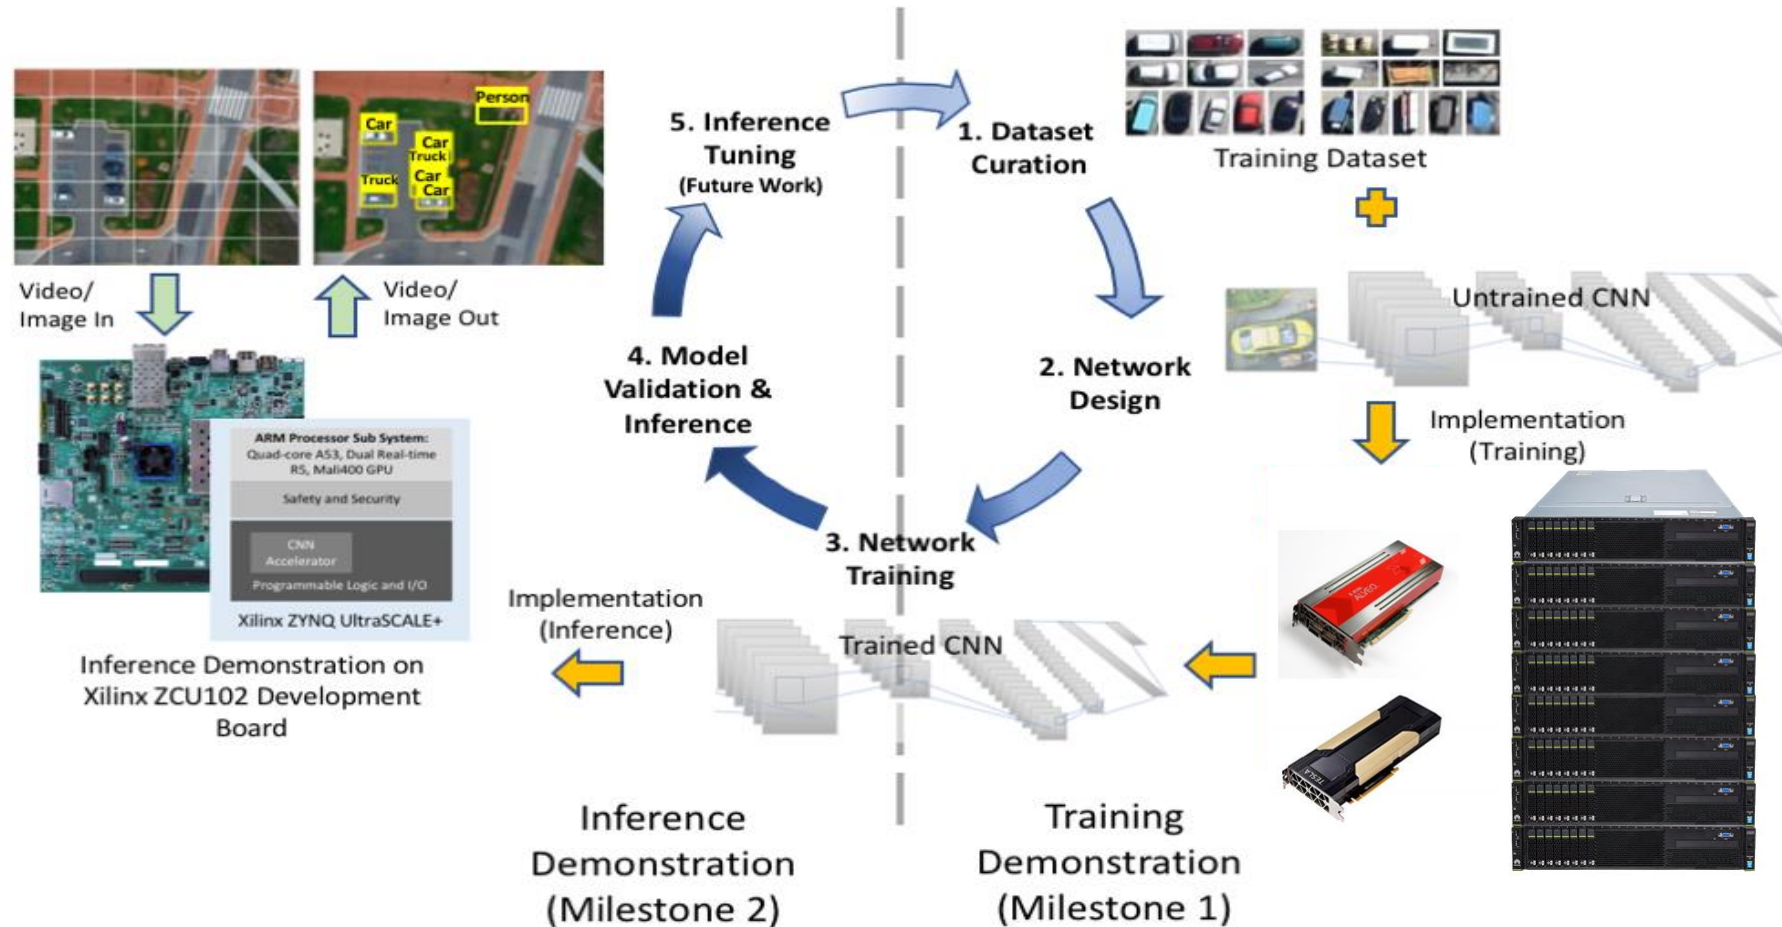 Person
Car
Car
Truck
Truck
Car
Car
Video/
Image In
Video/
Image Out
ARM Processor Sub System:
Quad-core A53, Dual Real-time
R5, Mali400 GPU
Safety and Security
CNN
Accelerator
Programmable Logic and I/O
Xilinx ZYNQ UltraSCALE+
Inference Demonstration on
Xilinx ZCU102 Development
Board
5. Inference
Tuning
(Future Work)
1. Dataset
Curation
2. Network
Design
3. Network
Training
4. Model
Validation &
Inference
Training Dataset
Untrained CNN
Implementation
(Training)
ALVEO
TESLA
Trained CNN
Implementation
(Inference)
Inference
Demonstration
(Milestone 2)
Training
Demonstration
(Milestone 1)